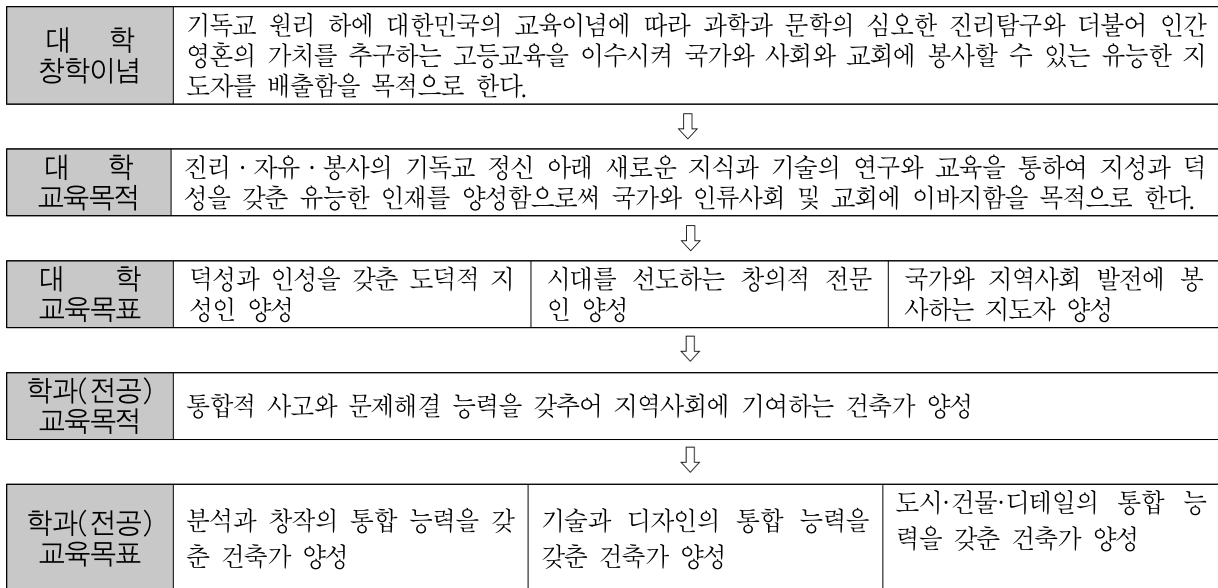 대 학
창학이념
기독교 원리 하에 대한민국의 교육이념에 따라 과학과 문학의 심오한 진리탐구와 더불어 인간
영혼의 가치를 추구하는 고등교육을 이수시켜 국가와 사회와 교회에 봉사할 수 있는 유능한 지
도자를 배출함을 목적으로 한다.
⇩
대 학
교육목적
진리·자유·봉사의 기독교 정신 아래 새로운 지식과 기술의 연구와 교육을 통하여 지성과 덕
성을 갖춘 유능한 인재를 양성함으로써 국가와 인류사회 및 교회에 이바지함을 목적으로 한다.
⇩
대 학
교육목표
덕성과 인성을 갖춘 도덕적 지
성인 양성
시대를 선도하는 창의적 전문
인 양성
국가와 지역사회 발전에 봉
사하는 지도자 양성
⇩
학과(전공)
교육목적
통합적 사고와 문제해결 능력을 갖추어 지역사회에 기여하는 건축가 양성
⇩
학과(전공)
교육목표
분석과 창작의 통합 능력을 갖
춘 건축가 양성
기술과 디자인의 통합 능력을
갖춘 건축가 양성
도시·건물·디테일의 통합 능
력을 갖춘 건축가 양성